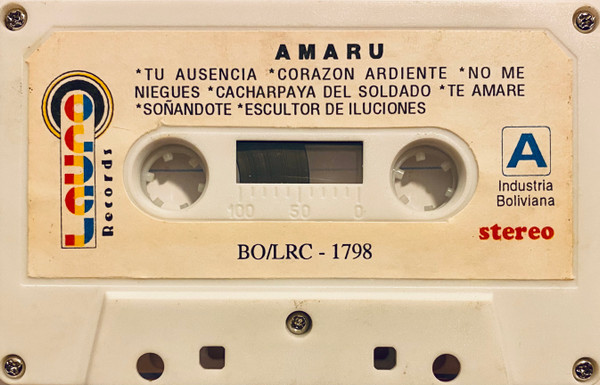 AMARU
*TU AUSENCIA *CORAZON ARDIENTE *NO ME
NIEGUES *CACHARPAYA DEL SOLDADO *TE AMARE
*SOÑANDOTE *ESCULTOR DE ILUCIONES
Lauro
Records
A
Industria
Boliviana
stereo
100 50 0
BO/LRC - 1798